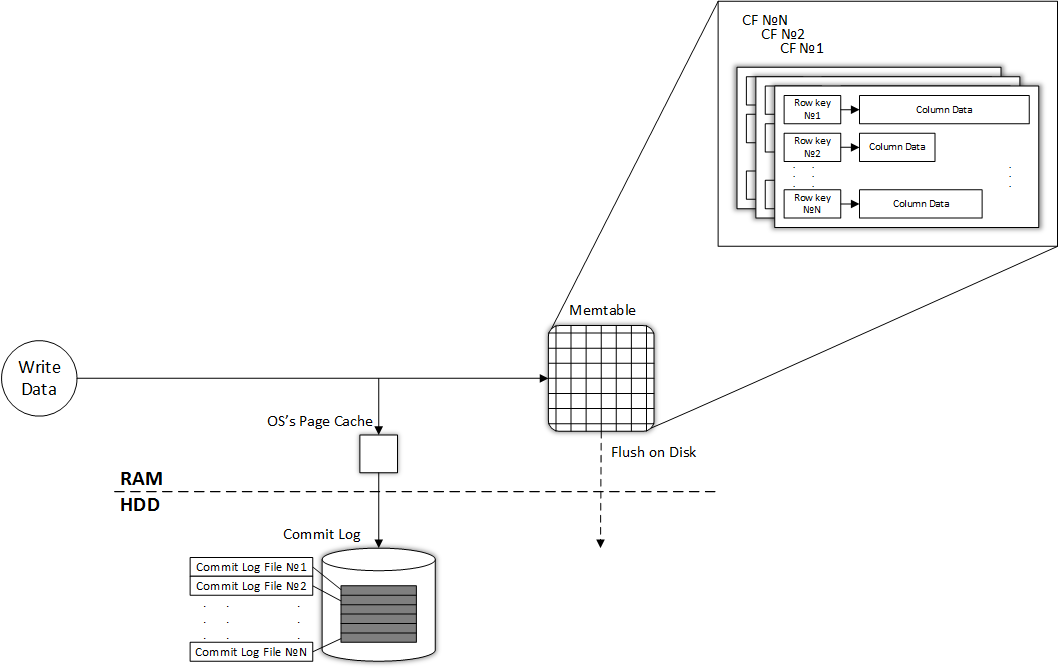 CF №N
CF №2
CF №1
Row key
№1
Column Data
Row key
№2
Column Data
Row key
№N
Column Data
Memtable
Write
Data
OS's Page Cache
Flush on Disk
RAM
HDD
Commit Log
Commit Log File №1
Commit Log File №2
Commit Log File №N